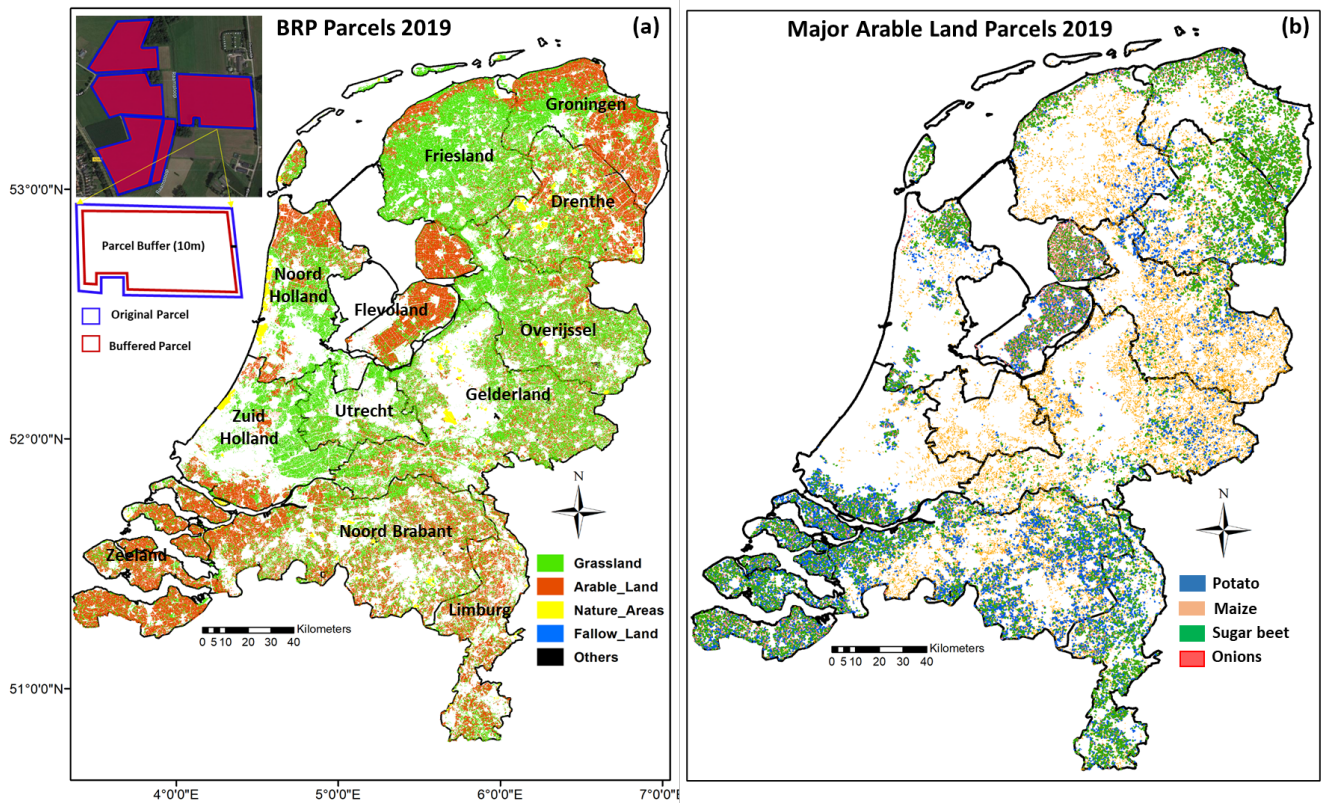 BRP Parcels 2019
(a)
Parcel Buffer (10m)
Original Parcel
Buffered Parcel
Groningen
Friesland
Drenthe
Noord
Holland
Flevoland
Overijssel
Gelderland
Utrecht
Zuid
Holland
Noord Brabant
Zeeland
Limburg
N
Grassland
Arable_Land
Nature_Areas
Fallow_Land
Others
Kilometers
0 5 10 20 30 40
53°0'0"N
52°0'0"N
51°0'0"N
4°0'0"E
5°0'0"E
6°0'0"E
7°0'0"E
Major Arable Land Parcels 2019
(b)
N
Potato
Maize
Sugar beet
Onions
Kilometers
0 5 10 20 30 40